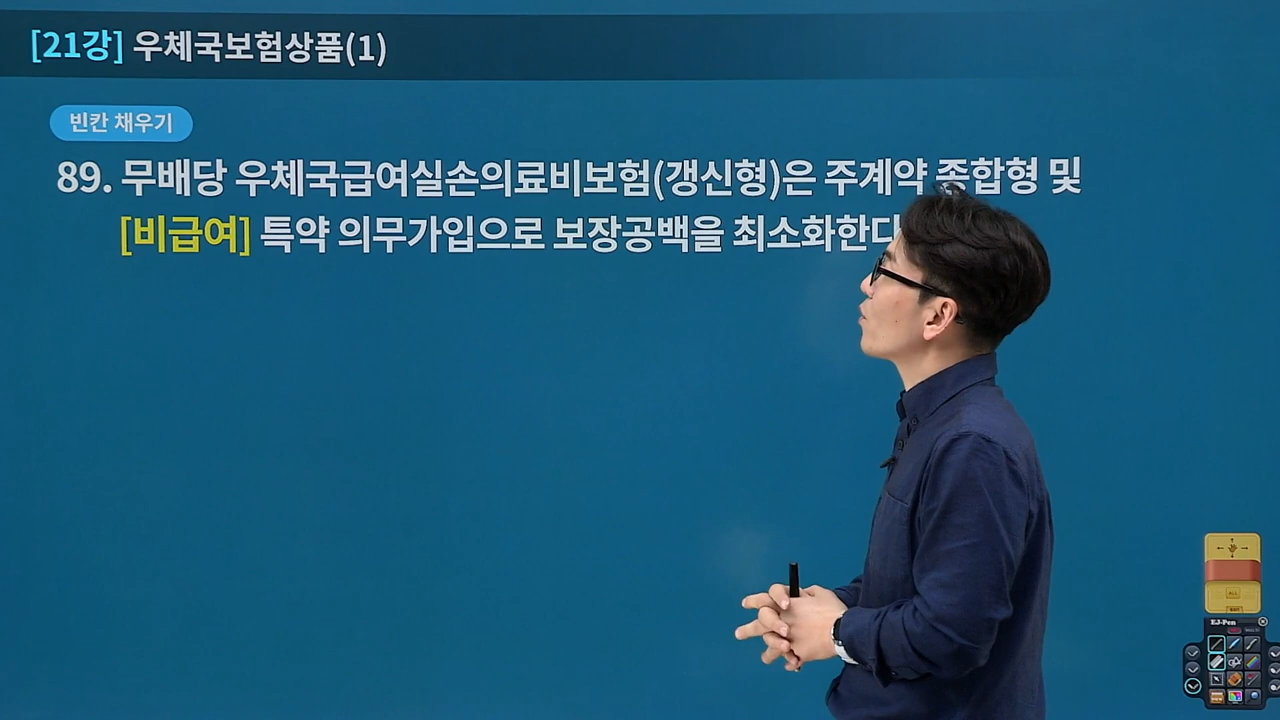 [21강] 우체국보험상품(1)
빈칸 채우기
89. 무배당 우체국급여실손의료비보험(갱신형)은 주계약 종합형 및
[비급여] 특약 의무가입으로 보장공백을 최소화한다
ALL
EJ-Pen